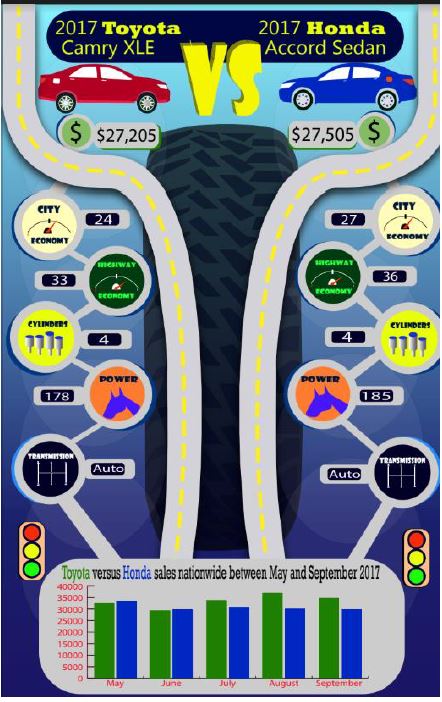 2017 Toyota
Camry XLE
VS
2017 Honda
Accord Sedan
$ $27,205
$27,505 $
CITY
ECONOMY
24
33
HIGHWAY
ECONOMY
CYLINDERS
4
178
POWER
TRANSMISSION
Auto
27
CITY
ECONOMY
HIGHWAY
ECONOMY
36
4
CYLINDERS
POWER
185
Auto
TRANSMISSION
Toyota versus Honda sales nationwide between May and September 2017
40000
35000
30000
25000
20000
15000
10000
5000
0
May June July August September